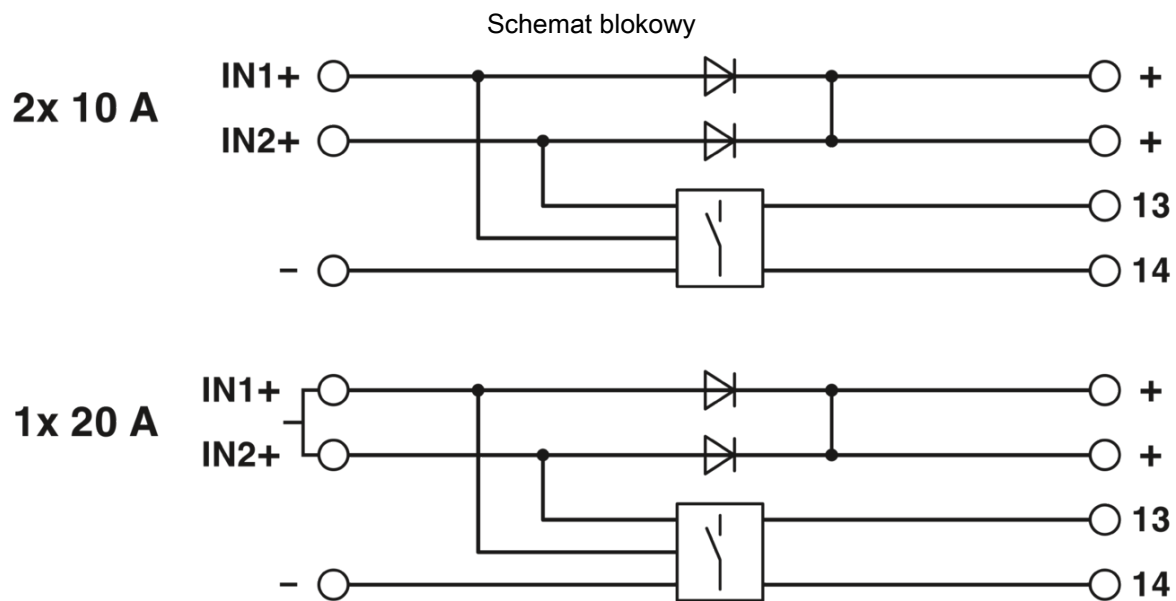 Schemat blokowy
IN1+ +
2x 10 A
IN2+ +
13
– 14
IN1+ +
1x 20 A
IN2+ +
13
– 14